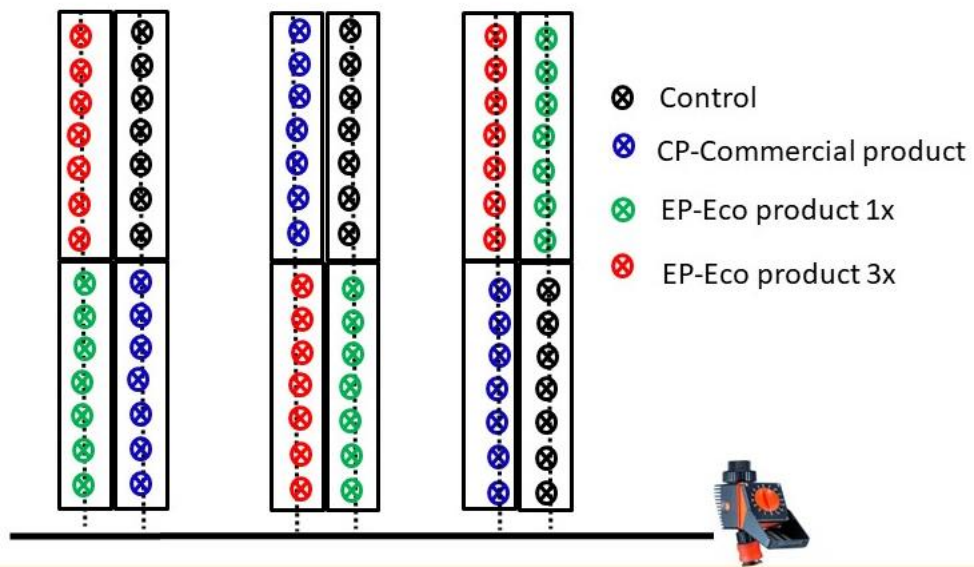 Control
CP-Commercial product
EP-Eco product 1x
EP-Eco product 3x